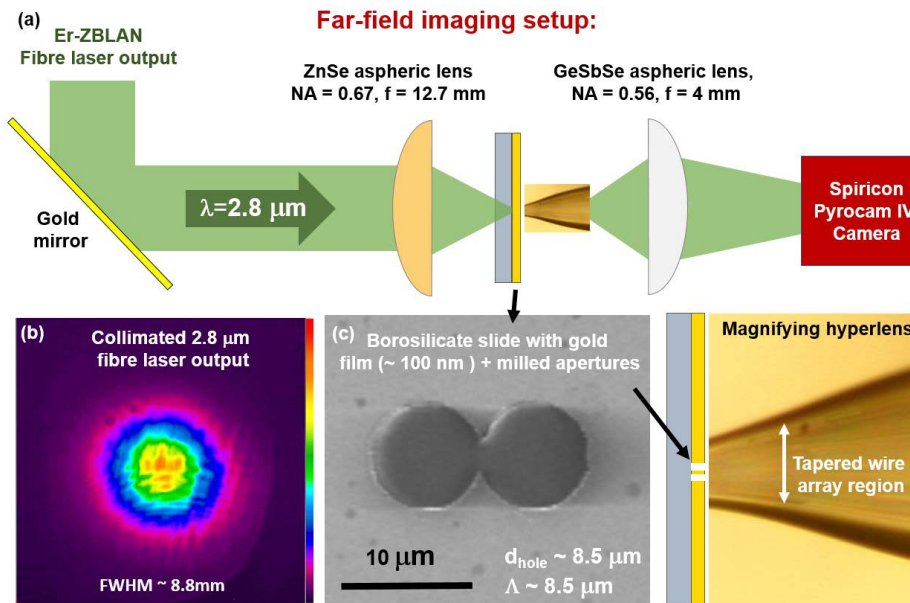 (a)
Far-field imaging setup:
Er-ZBLAN
Fibre laser output
ZnSe aspheric lens
NA = 0.67, f = 12.7 mm
GeSbSe aspheric lens,
NA = 0.56, f = 4 mm
Gold
mirror
λ=2.8 μm
Spiricon
Pyrocam IV
Camera
(b)
Collimated 2.8 μm
fibre laser output
FWHM ~ 8.8mm
(c)
Borosilicate slide with gold
film (~ 100 nm ) + milled apertures
10 μm
dhole ~ 8.5 μm
Λ ~ 8.5 μm
Magnifying hyperlens
Tapered wire
array region